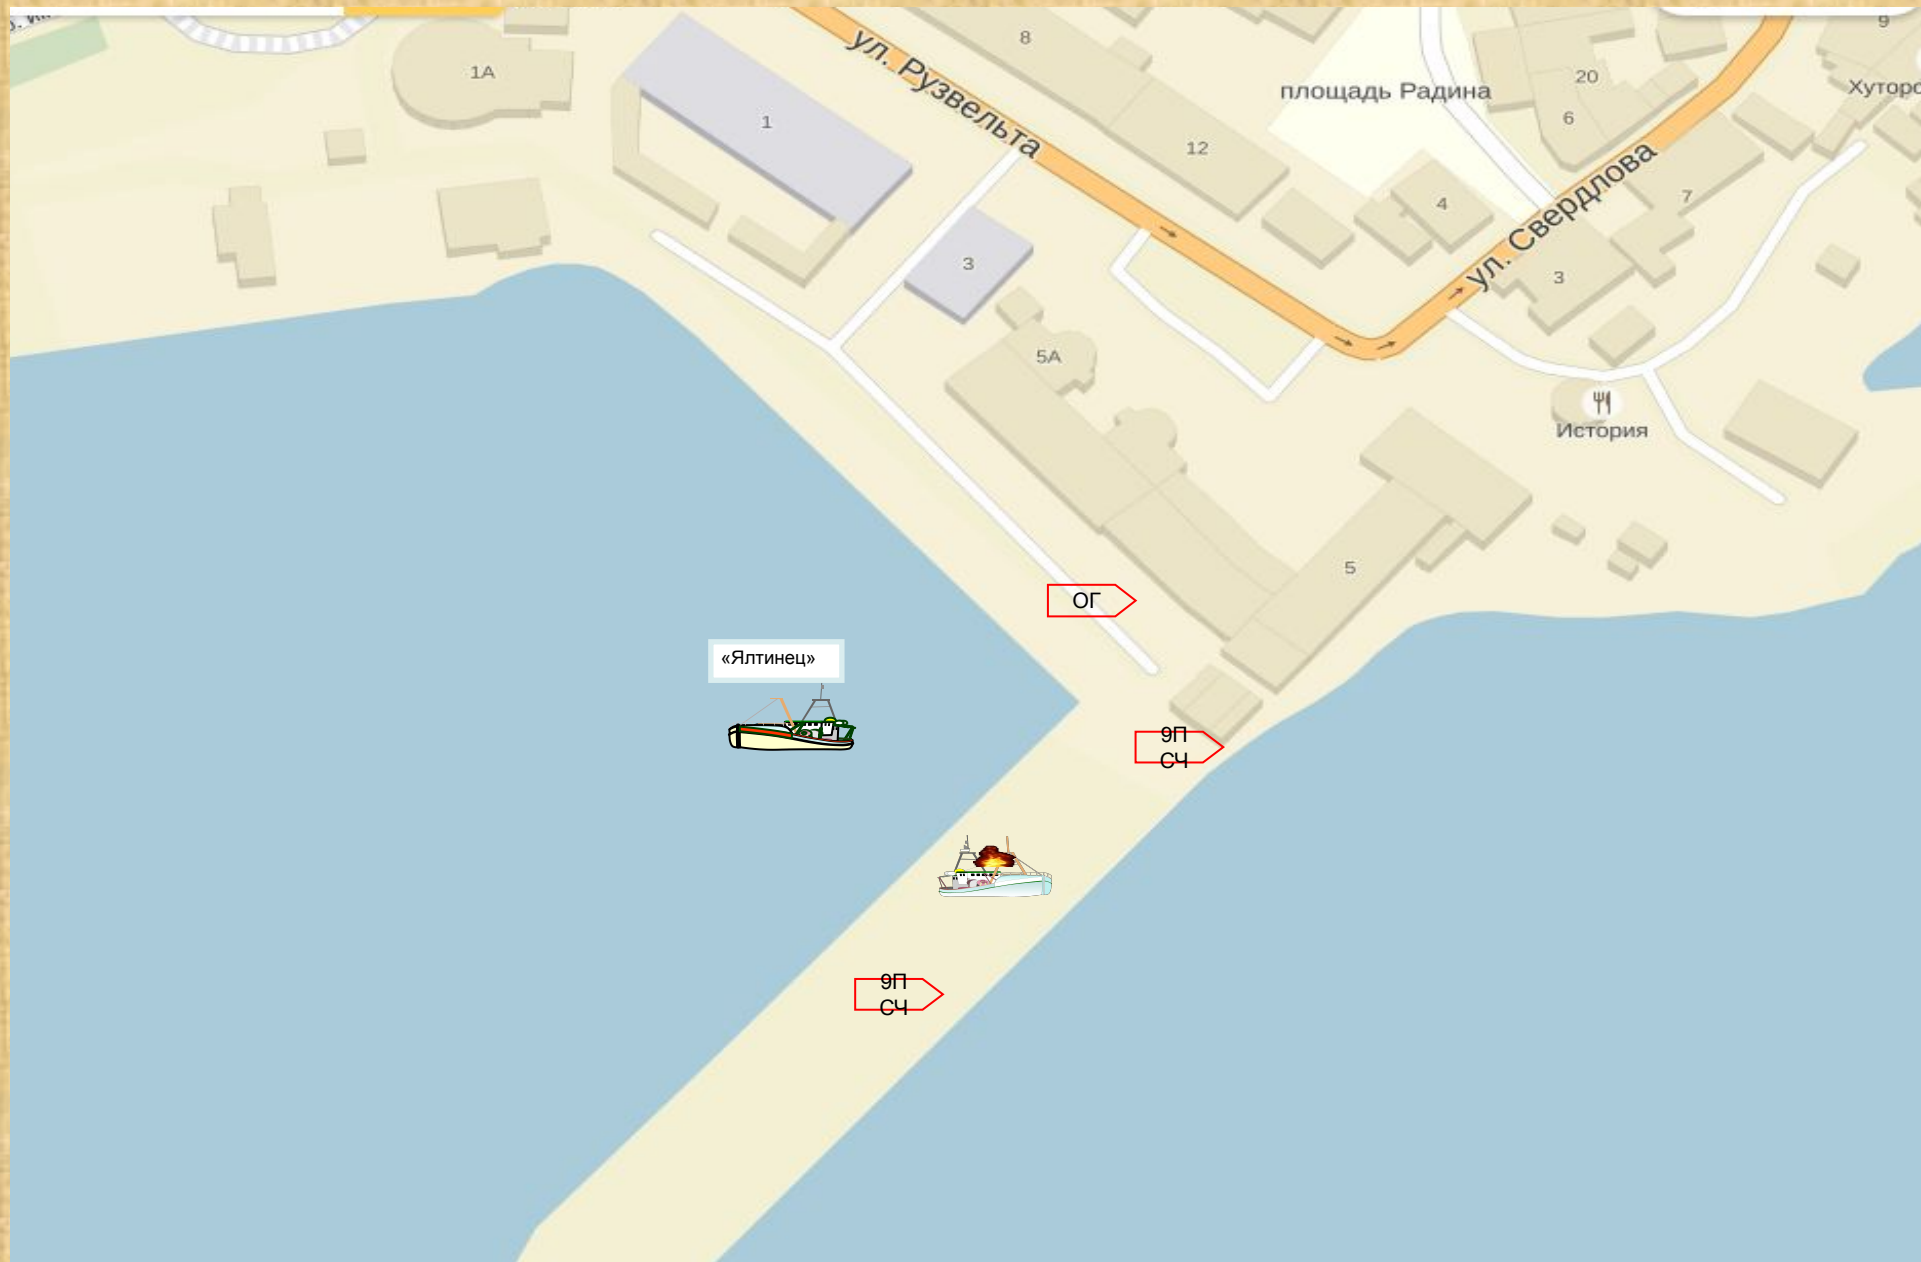 8
9
1А
ул. Рузвельта
20
площадь Радина
Хуторо
1
6
12
ул. Свердлова
7
4
3
3
5А
История
5
ОГ
«Ялтинец»
9П
СЧ
9П
СЧ